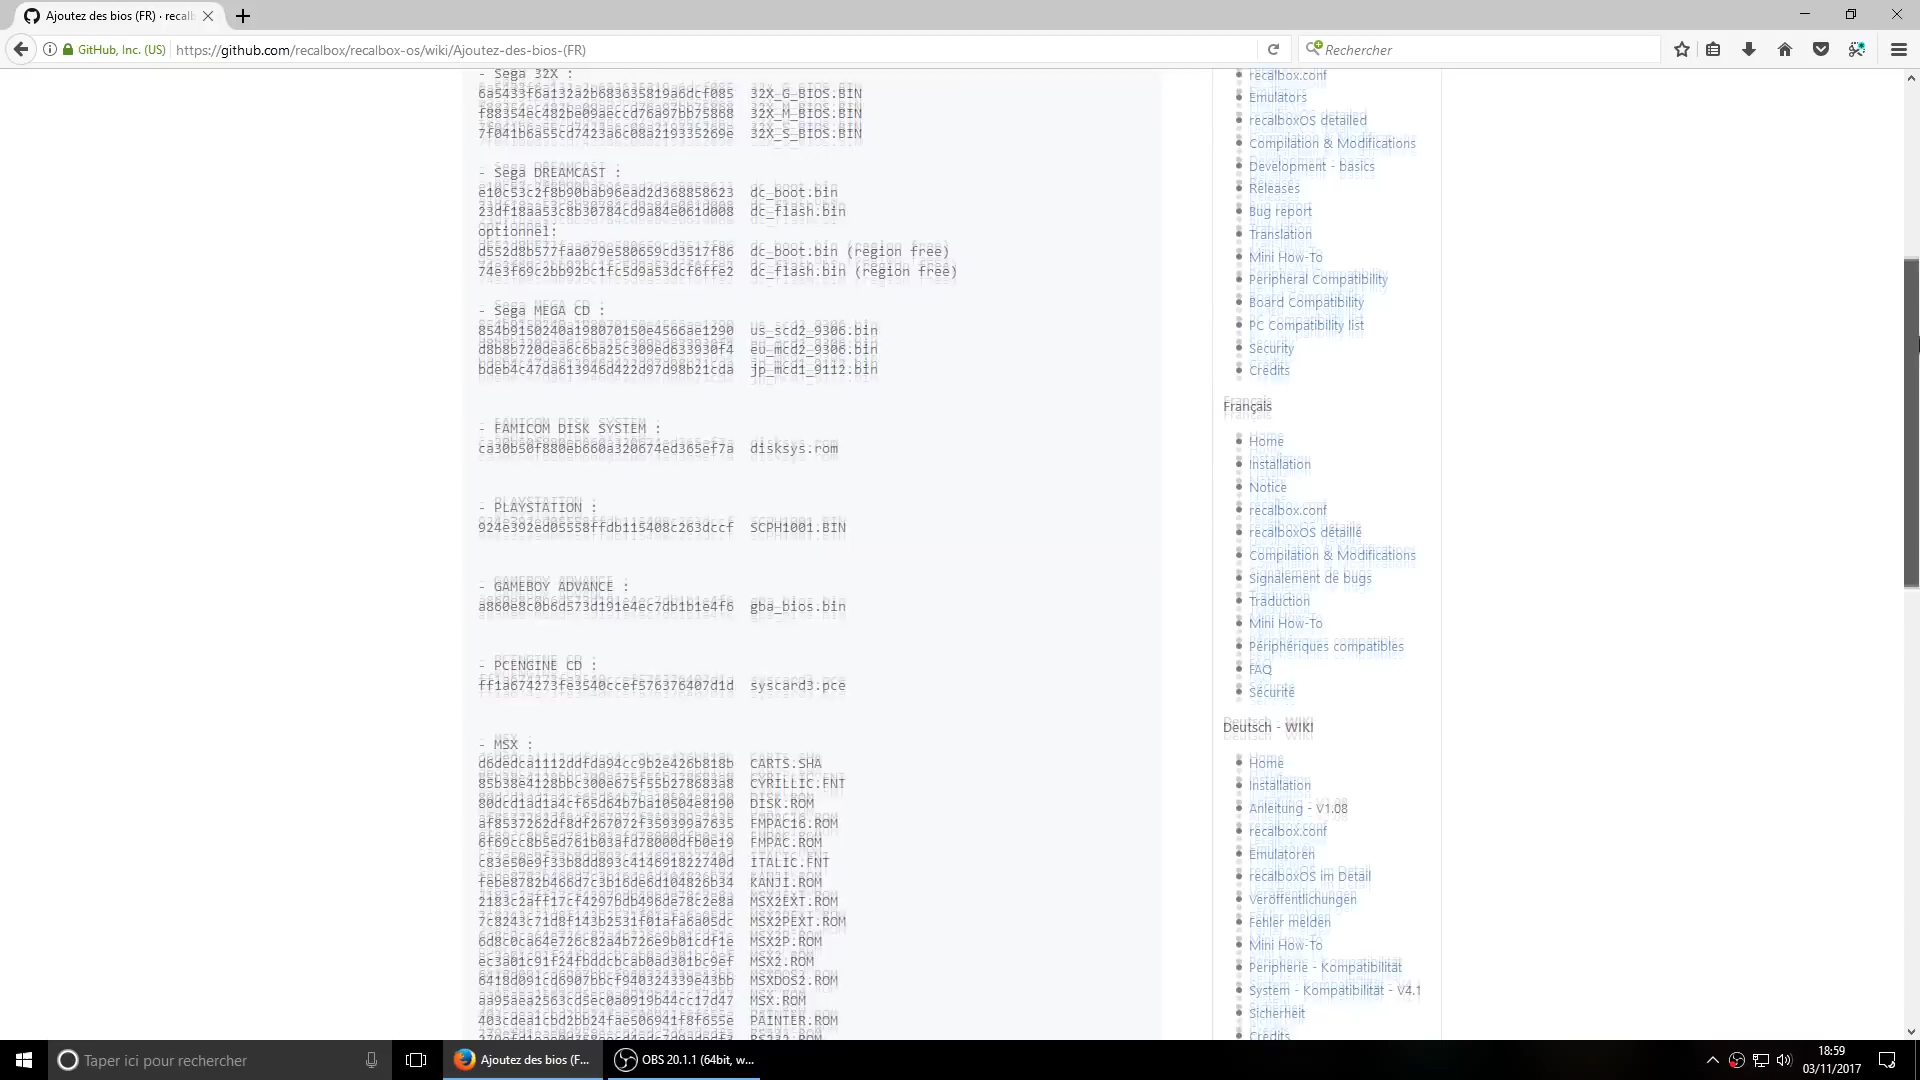 Ajoutez des bios (FR) · recalb
GitHub, Inc. (US)
https://github.com/recalbox/recalbox-os/wiki/Ajoutez-des-bios-(FR)
Rechercher
- Sega 32X :
6a5433f6a132a2b683635819a6dcf085 32X_G_BIOS.BIN
f88354ec482be09aeccd76a97bb75868 32X_M_BIOS.BIN
7f041b6a55cd7423a6c08a219335269e 32X_S_BIOS.BIN
- Sega DREAMCAST :
e10c53c2f8b90bab96ead2d368858623 dc_boot.bin
23df18aa53c8b30784cd9a84e061d008 dc_flash.bin
optionnel:
d552d8b577faa079e580659cd3517f86 dc_boot.bin (region free)
74e3f69c2bb92bc1fc5d9a53dcf6ffe2 dc_flash.bin (region free)
- Sega MEGA CD :
854b9150240a198070150e4566ae1290 us_scd2_9306.bin
d8b8b720dea6c6ba25c309ed633930f4 eu_mcd2_9306.bin
bdeb4c47da613946d422d97d98b21cda jp_mcd1_9112.bin
- FAMICOM DISK SYSTEM :
ca30b50f880eb660a320674ed365ef7a disksys.rom
- PLAYSTATION :
924e392ed05558ffdb115408c263dccf SCPH1001.BIN
- GAMEBOY ADVANCE :
a860e8c0b6d573d191e4ec7db1b1e4f6 gba_bios.bin
- PCENGINE CD :
ff1a674273fe3540ccef576376407d1d syscard3.pce
- MSX :
d6dedca1112ddfda94cc9b2e426b818b CARTS.SHA
85b38e4128bbc300e675f55b278683a8 CYRILLIC.FNT
80dcd1ad1a4cf65d64b7ba10504e8190 DISK.ROM
af8537262df8df267072f359399a7635 FMPAC16.ROM
6f69cc8b5ed761b03afd78000dfb0e19 FMPAC.ROM
c83e50e9f33b8dd893c414691822740d ITALIC.FNT
febe8782b466d7c3b16de6d104826b34 KANJI.ROM
2183c2aff17cf4297bdb496de78c2e8a MSX2EXT.ROM
7c8243c71d8f143b2531f01afa6a05dc MSX2PEXT.ROM
6d8c0ca64e726c82a4b726e9b01cdf1e MSX2P.ROM
ec3a01c91f24fbddcbcab0ad301bc9ef MSX2.ROM
6418d091cd6907bbcf940324339e43bb MSXDOS2.ROM
aa95aea2563cd5ec0a0919b44cc17d47 MSX.ROM
403cdea1cbd2bb24fae506941f8f655e PAINTER.ROM
RS232.ROM
recalbox.conf
Emulators
recalboxOS detailed
Compilation & Modifications
Development - basics
Releases
Bug report
Translation
Mini How-To
Peripheral Compatibility
Board Compatibility
PC Compatibility list
Security
Credits
Français
Home
Installation
Notice
recalbox.conf
recalboxOS détaillé
Compilation & Modifications
Signalement de bugs
Traduction
Mini How-To
Périphériques compatibles
FAQ
Sécurité
Deutsch - WIKI
Home
Installation
Anleitung - V1.08
recalbox.conf
Emulatoren
recalboxOS im Detail
Veröffentlichungen
Fehler melden
Mini How-To
Peripherie - Kompatibilität
System - Kompatibilität - V4.1
Sicherheit
Credits
Taper ici pour rechercher
Ajoutez des bios (F...
OBS 20.1.1 (64bit, w...
18:59
03/11/2017